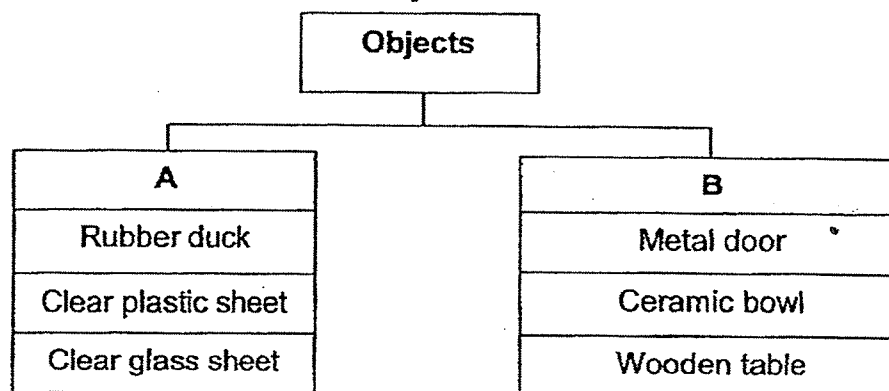 Objects
A
Rubber duck
Clear plastic sheet
Clear glass sheet
B
Metal door
Ceramic bowl
Wooden table